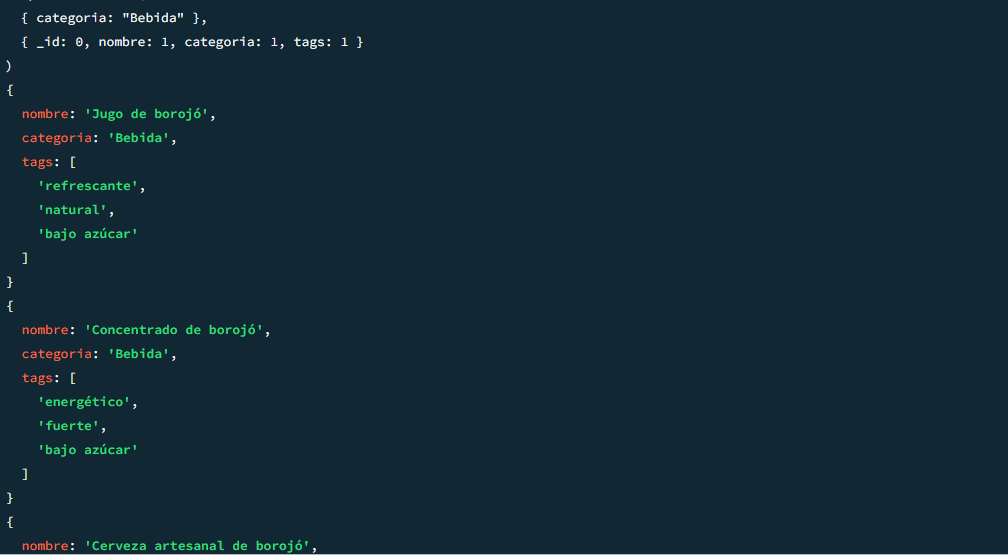 { categoria: "Bebida" },
{ _id: 0, nombre: 1, categoria: 1, tags: 1 }
)
{
nombre: 'Jugo de borojó',
categoria: 'Bebida',
tags: [
'refrescante',
'natural',
'bajo azúcar'
]
}
{
nombre: 'Concentrado de borojó',
categoria: 'Bebida',
tags: [
'energético',
'fuerte',
'bajo azúcar'
]
}
{
nombre: 'Cerveza artesanal de borojó',